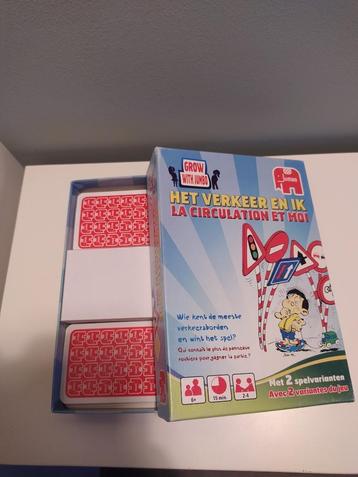 GROW
WITH JUMBO
Jumbo
HET VERKEER EN IK
LA CIRCULATION ET MOI
Wie kent de meeste
verkeersborden
en wint het spel?
Qui connaît le plus de panneaux
routiers pour gagner la partie?
6+
15 min.
2-4
Met 2 spelvarianten
Avec 2 variantes du jeu